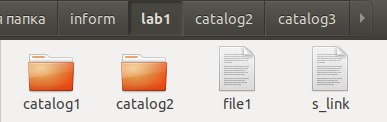 я папка inform lab1 catalog2 catalog3
catalog1 catalog2 file1 s_link